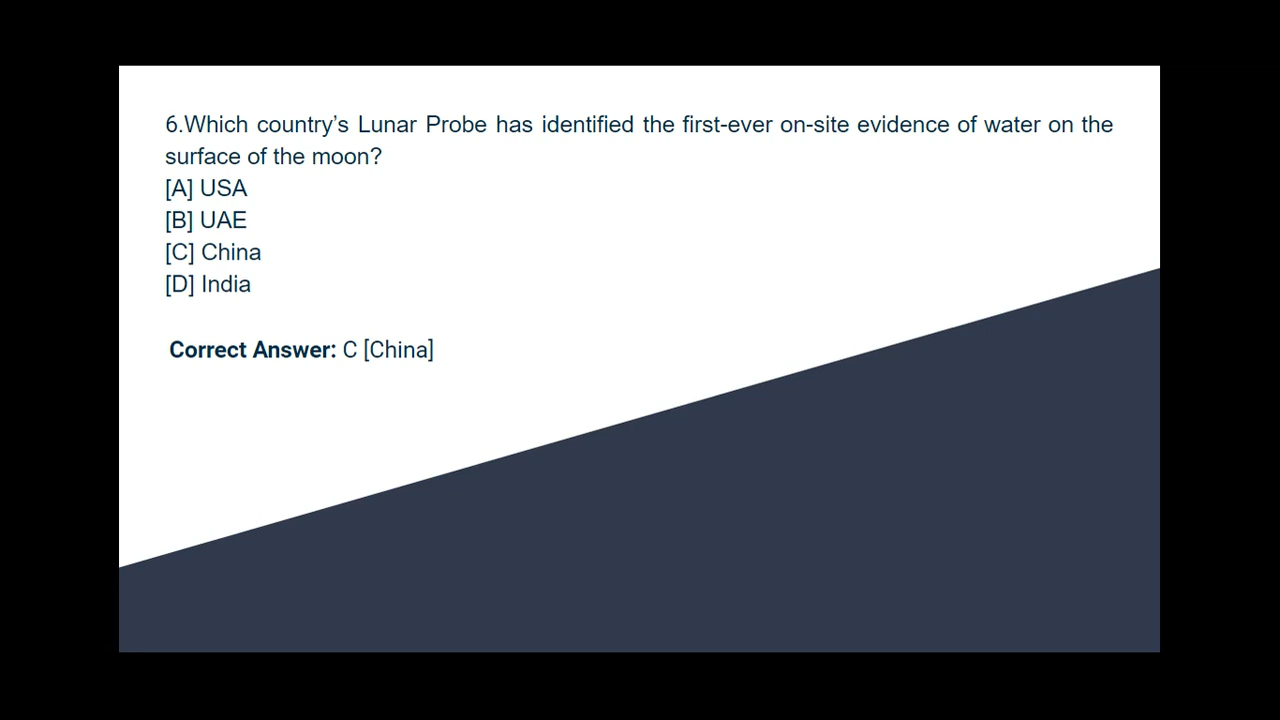 6.Which country’s Lunar Probe has identified the first-ever on-site evidence of water on the
surface of the moon?
[A] USA
[B] UAE
[C] China
[D] India
Correct Answer: C [China]